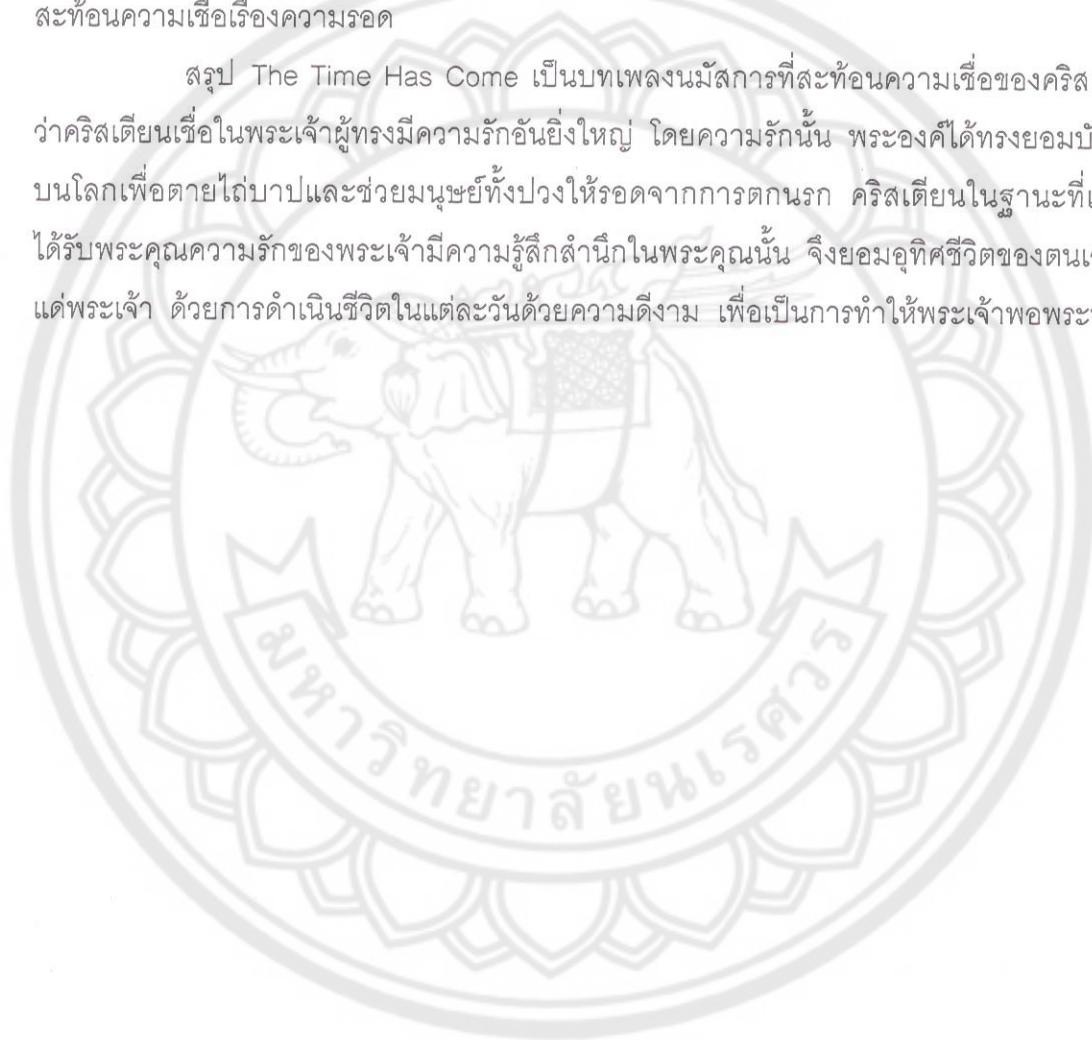 สะท้อนความเชื่อเรื่องความรอด
สรุป The Time Has Come เป็นบทเพลงนมัสการที่สะท้อนความเชื่อของคริส
ว่าคริสเตียนเชื่อในพระเจ้าผู้ทรงมีความรักอันยิ่งใหญ่ โดยความรักนั้น พระองค์ได้ทรงยอม
บนโลกเพื่อตายไถ่บาปและช่วยมนุษย์ทั้งปวงให้รอดจากการตกนรก คริสเตียนในฐานะที่
ได้รับพระคุณความรักของพระเจ้ามีความรู้สึกสำนึกในพระคุณนั้น จึงยอมอุทิศชีวิตของตน
แด่พระเจ้า ด้วยการดำเนินชีวิตในแต่ละวันด้วยความดีงาม เพื่อเป็นการทำให้พระเจ้าพอพระ
มหาวิทยาลัยนเรศวร